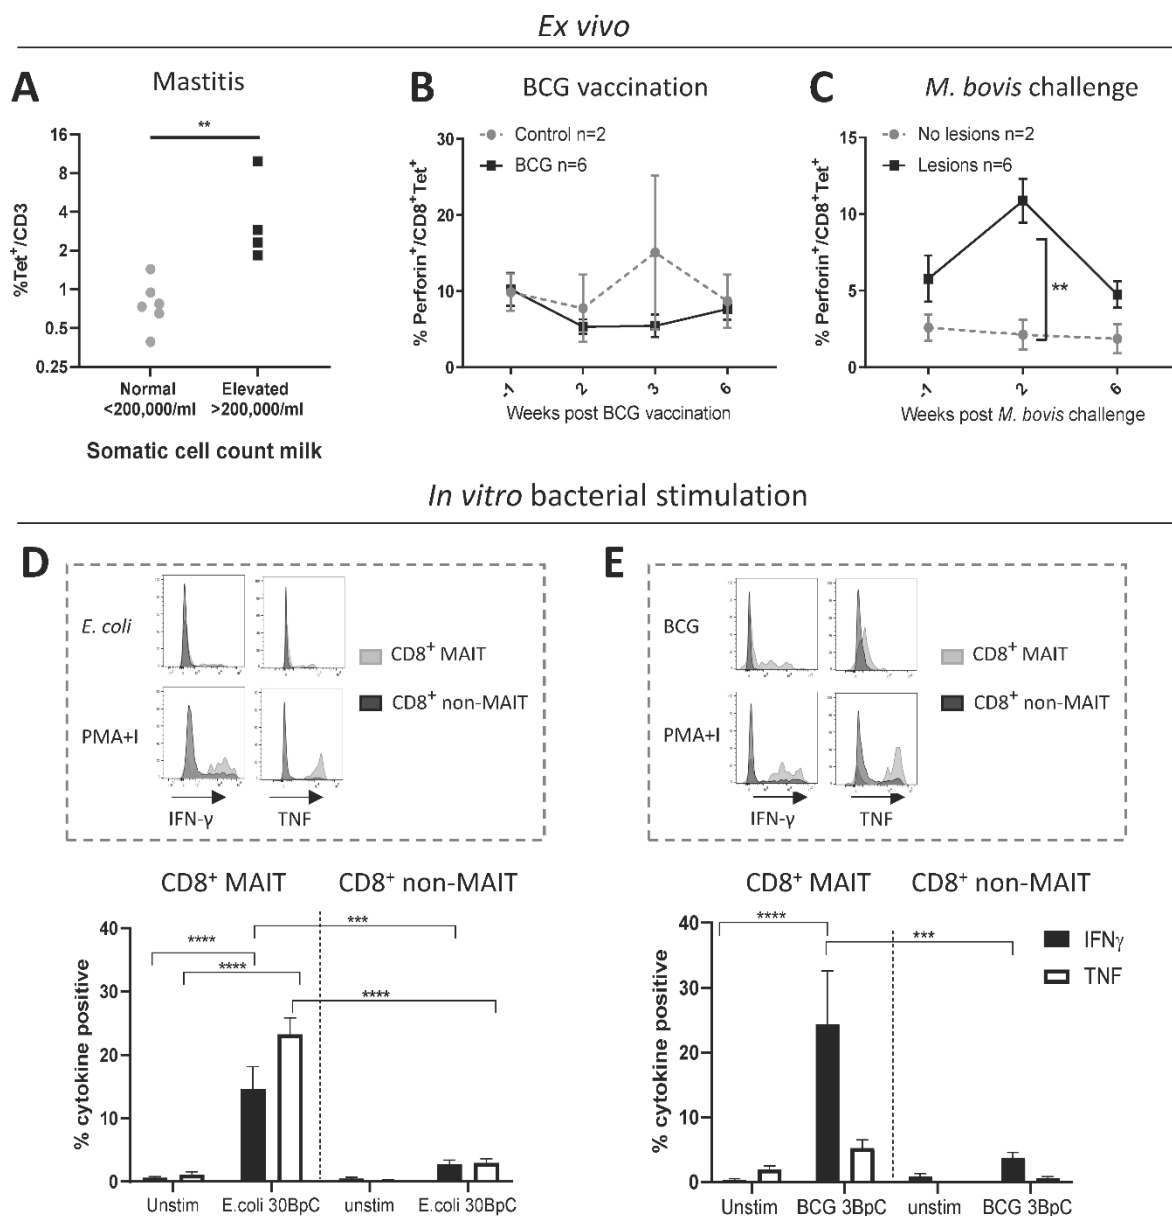 Ex vivo
A
Mastitis
**
%Tet⁺/CD3
16
8
4
2
1
0.5
0.25
Normal
<200,000/ml
Elevated
>200,000/ml
Somatic cell count milk
B
BCG vaccination
Control n=2
BCG n=6
% Perforin⁺/CD8⁺Tet⁺
30
20
10
0
-1
2
3
6
Weeks post BCG vaccination
C
M. bovis challenge
No lesions n=2
Lesions n=6
% Perforin⁺/CD8⁺Tet⁺
15
10
5
0
**
-1
2
6
Weeks post M. bovis challenge
In vitro bacterial stimulation
D
E. coli
PMA+I
IFN-γ
TNF
CD8⁺ MAIT
CD8⁺ non-MAIT
CD8⁺ MAIT
CD8⁺ non-MAIT
% cytokine positive
40
30
20
10
0
****
****
***
****
Unstim
E.coli 30BpC
unstim
E.coli 30BpC
E
BCG
PMA+I
IFN-γ
TNF
CD8⁺ MAIT
CD8⁺ non-MAIT
CD8⁺ MAIT
CD8⁺ non-MAIT
% cytokine positive
40
30
20
10
0
****
***
IFNγ
TNF
Unstim
BCG 3BpC
unstim
BCG 3BpC